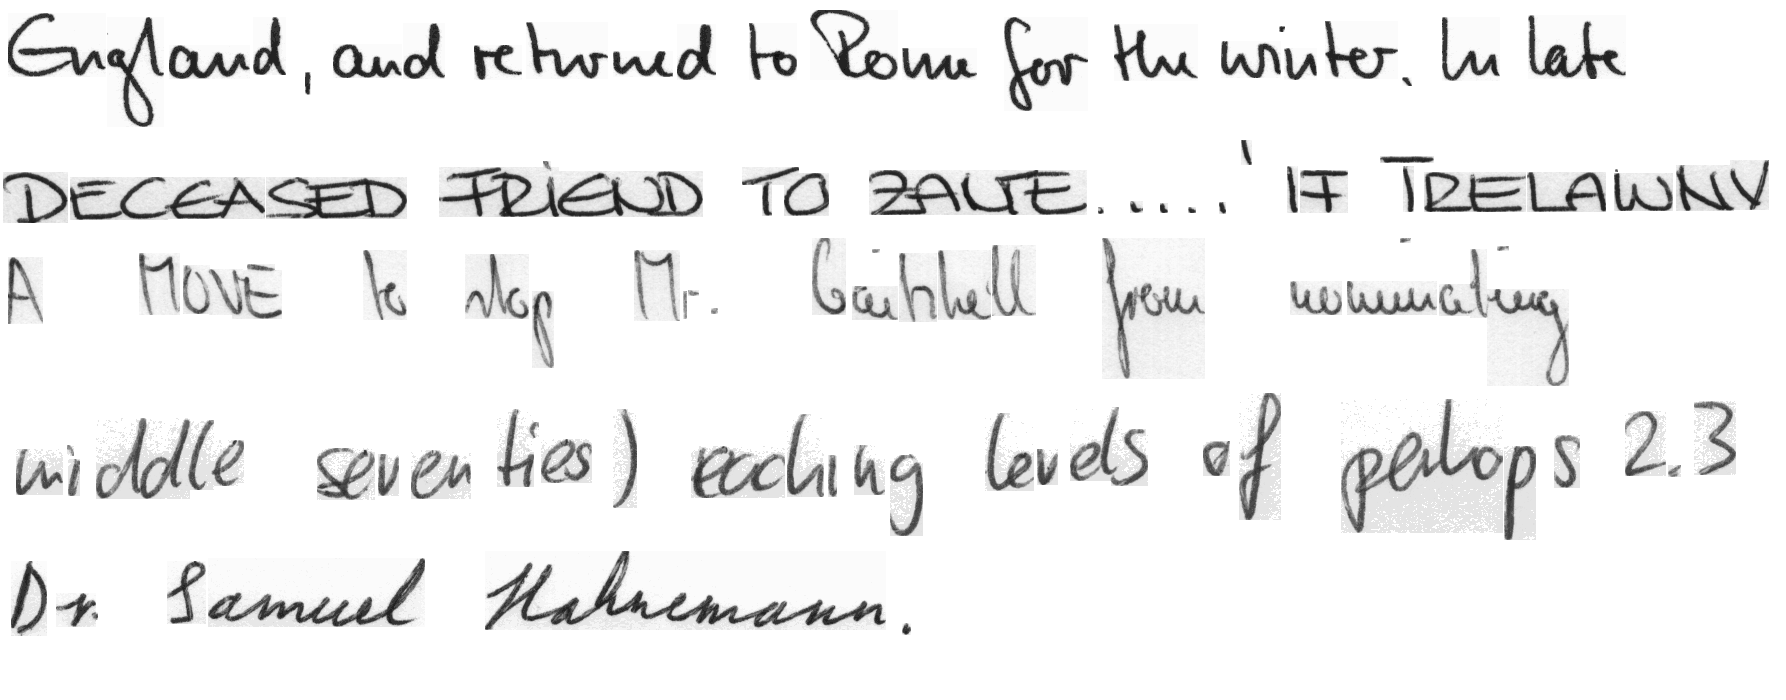 England, and returned to Rome for the winter. In late
DECEASED FRIEND TO ZANTE.....' IF TRELAWNY
A MOVE to stop Mr. Gaitskell from nominating
middle seventies) reaching levels of perhaps 2.3
Dr. Samuel Hahnemann.